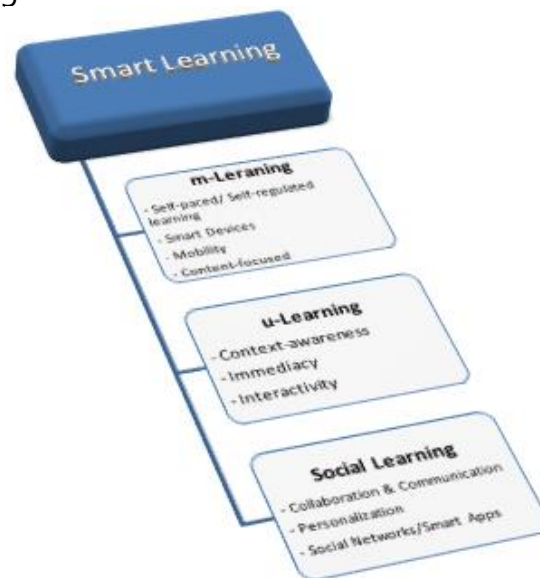 Smart Learning
m-Leraning
- Self-paced/ Self-regulated
learning
- Smart Devices
- Mobility
- Content-focused
u-Learning
- Context-awareness
- Immediacy
- Interactivity
Social Learning
- Collaboration & Communication
- Personalization
- Social Networks/Smart Apps